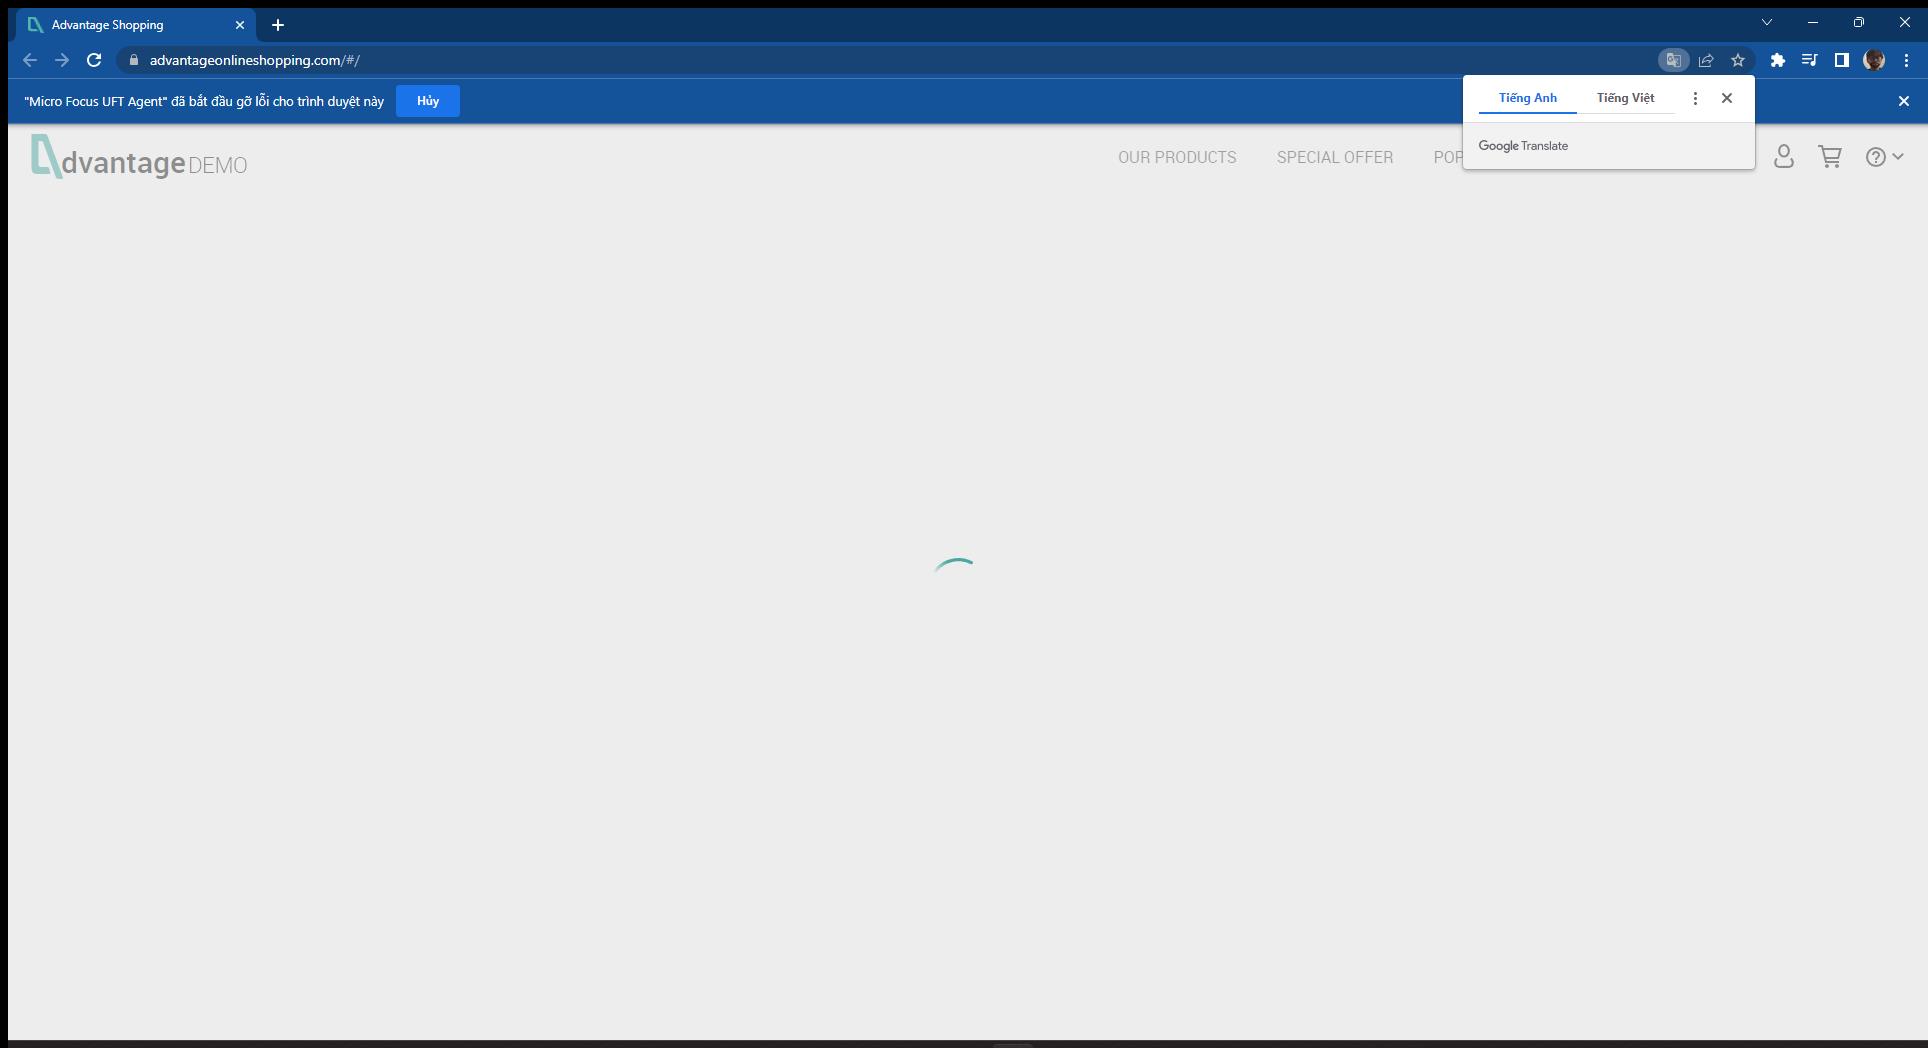 Advantage Shopping
advantageonlineshopping.com/#/
"Micro Focus UFT Agent" đã bắt đầu gỡ lỗi cho trình duyệt này
Hủy
Tiếng Anh
Tiếng Việt
Google Translate
dvantage DEMO
OUR PRODUCTS
SPECIAL OFFER
POP